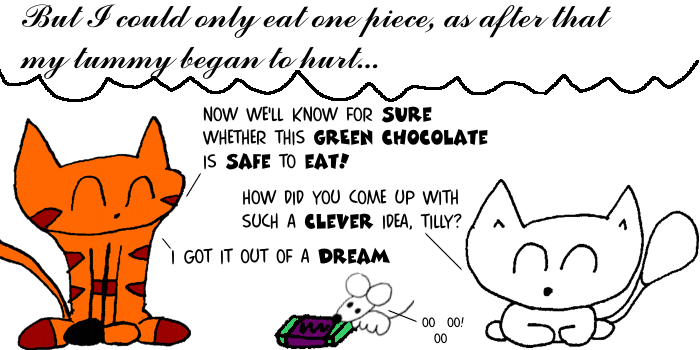 But I could only eat one piece, as after that
my tummy began to hurt...
NOW WE'LL KNOW FOR SURE
WHETHER THIS GREEN CHOCOLATE
IS SAFE TO EAT!
HOW DID YOU COME UP WITH
SUCH A CLEVER IDEA, TILLY?
I GOT IT OUT OF A DREAM
OO OO!
OO